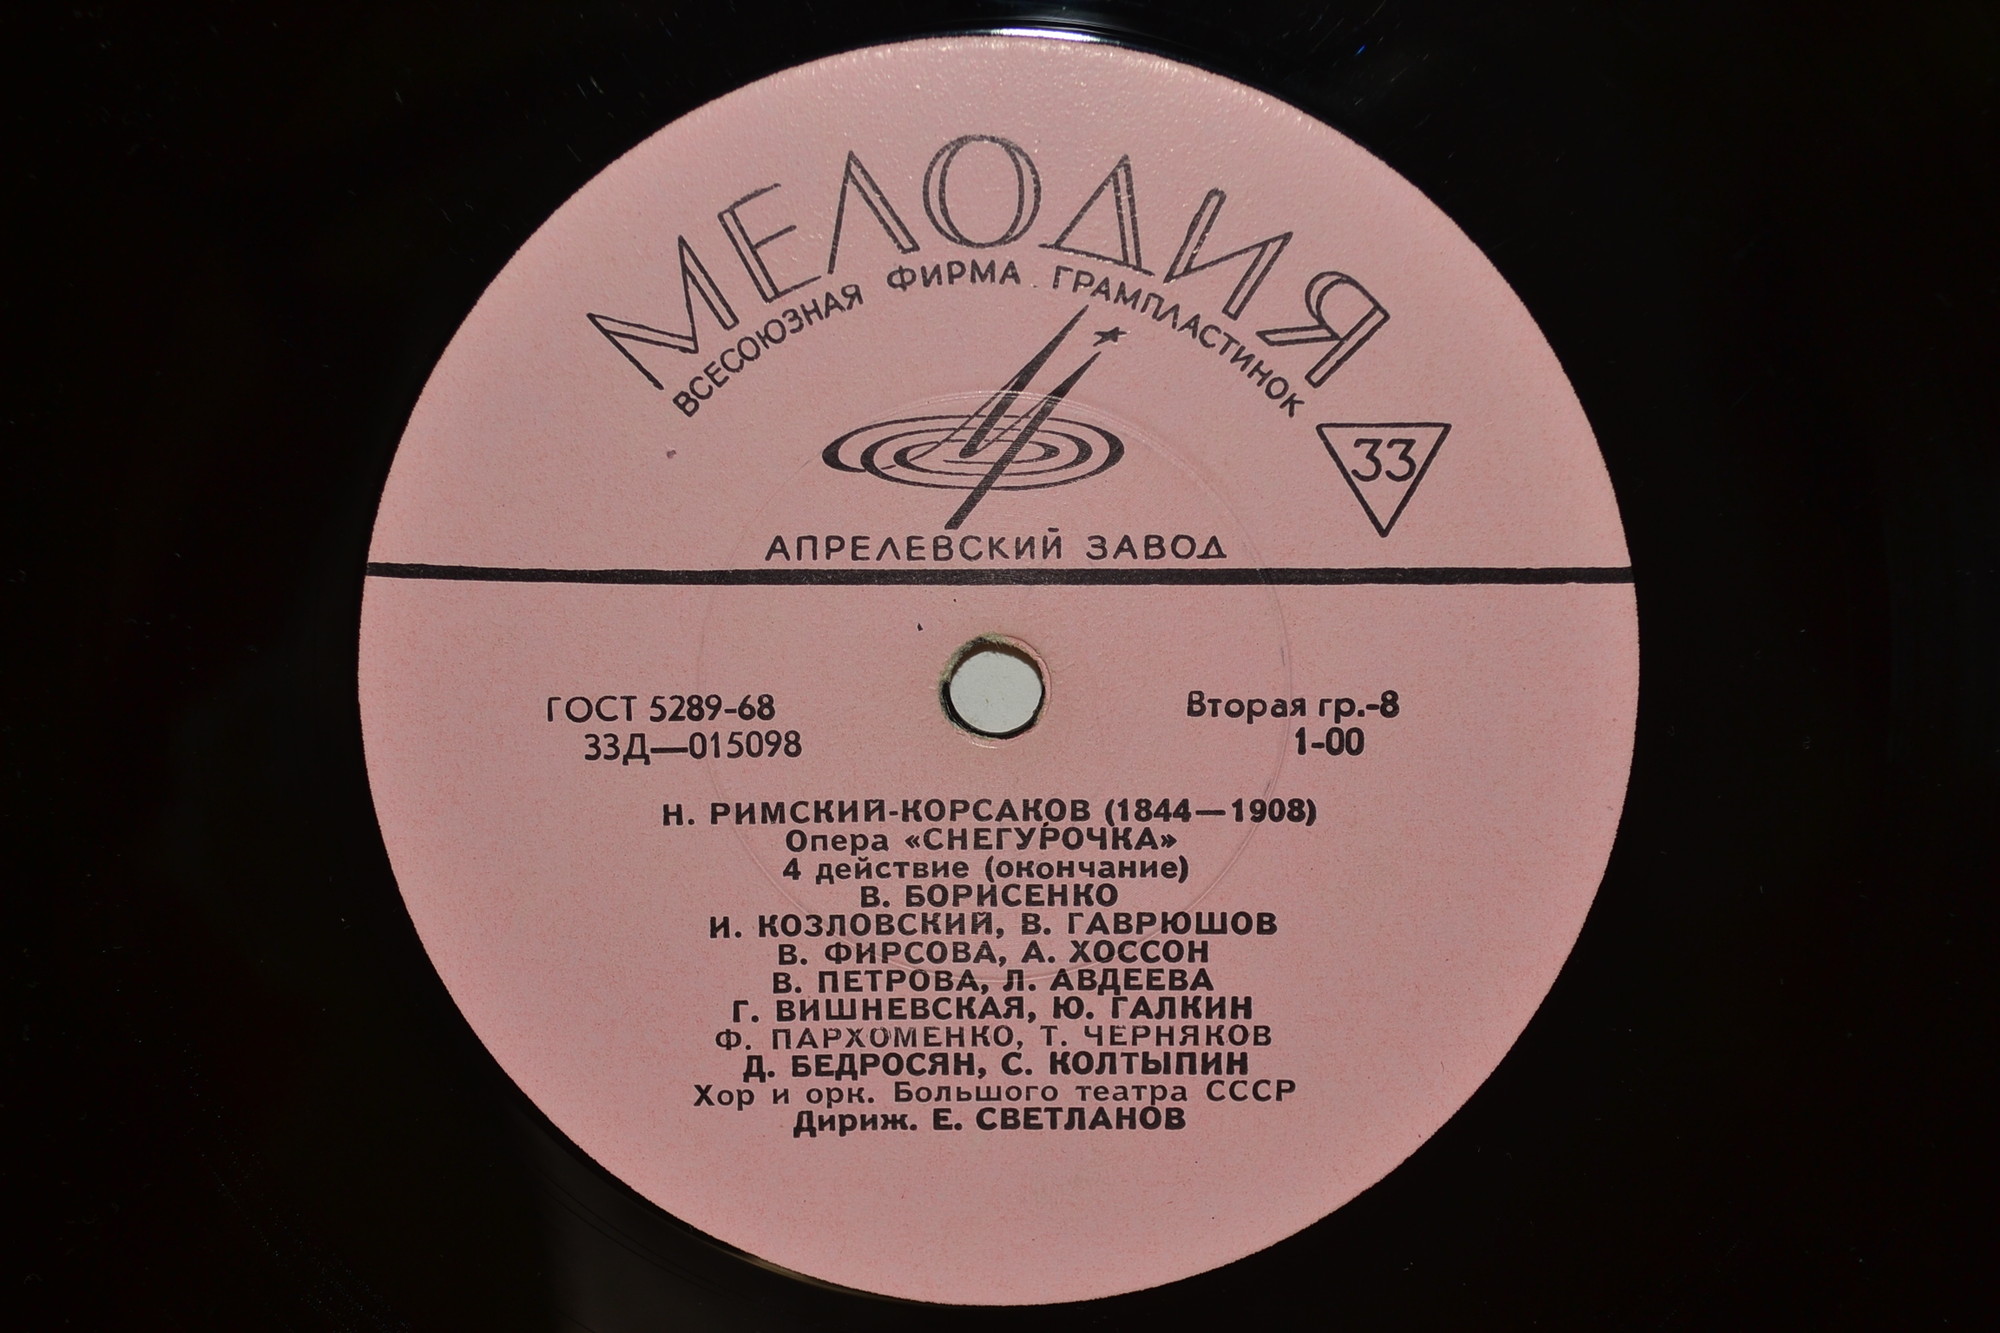 МЕЛОДИЯ
ВСЕСОЮЗНАЯ ФИРМА ГРАМПЛАСТИНОК
33
АПРЕЛЕВСКИЙ ЗАВОД
ГОСТ 5289-68
33Д—015098
Вторая гр.-8
1-00
Н. РИМСКИЙ-КОРСАКОВ (1844—1908)
Опера «СНЕГУРОЧКА»
4 действие (окончание)
В. БОРИСЕНКО
И. КОЗЛОВСКИЙ, В. ГАВРЮШОВ
В. ФИРСОВА, А. ХОССОН
В. ПЕТРОВА, Л. АВДЕЕВА
Г. ВИШНЕВСКАЯ, Ю. ГАЛКИН
Ф. ПАРХОМЕНКО, Т. ЧЕРНЯКОВ
Д. БЕДРОСЯН, С. КОЛТЫПИН
Хор и орк. Большого театра СССР
Дириж. Е. СВЕТЛАНОВ